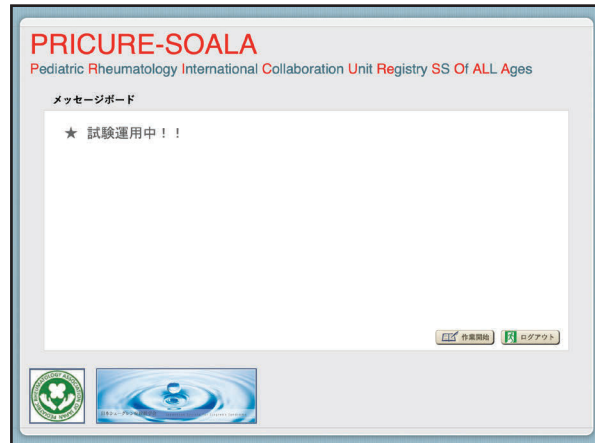 PRICURE-SOALA
Pediatric Rheumatology International Collaboration Unit Registry SS Of ALL Ages
メッセージボード
★ 試験運用中！！
作業開始 ログアウト